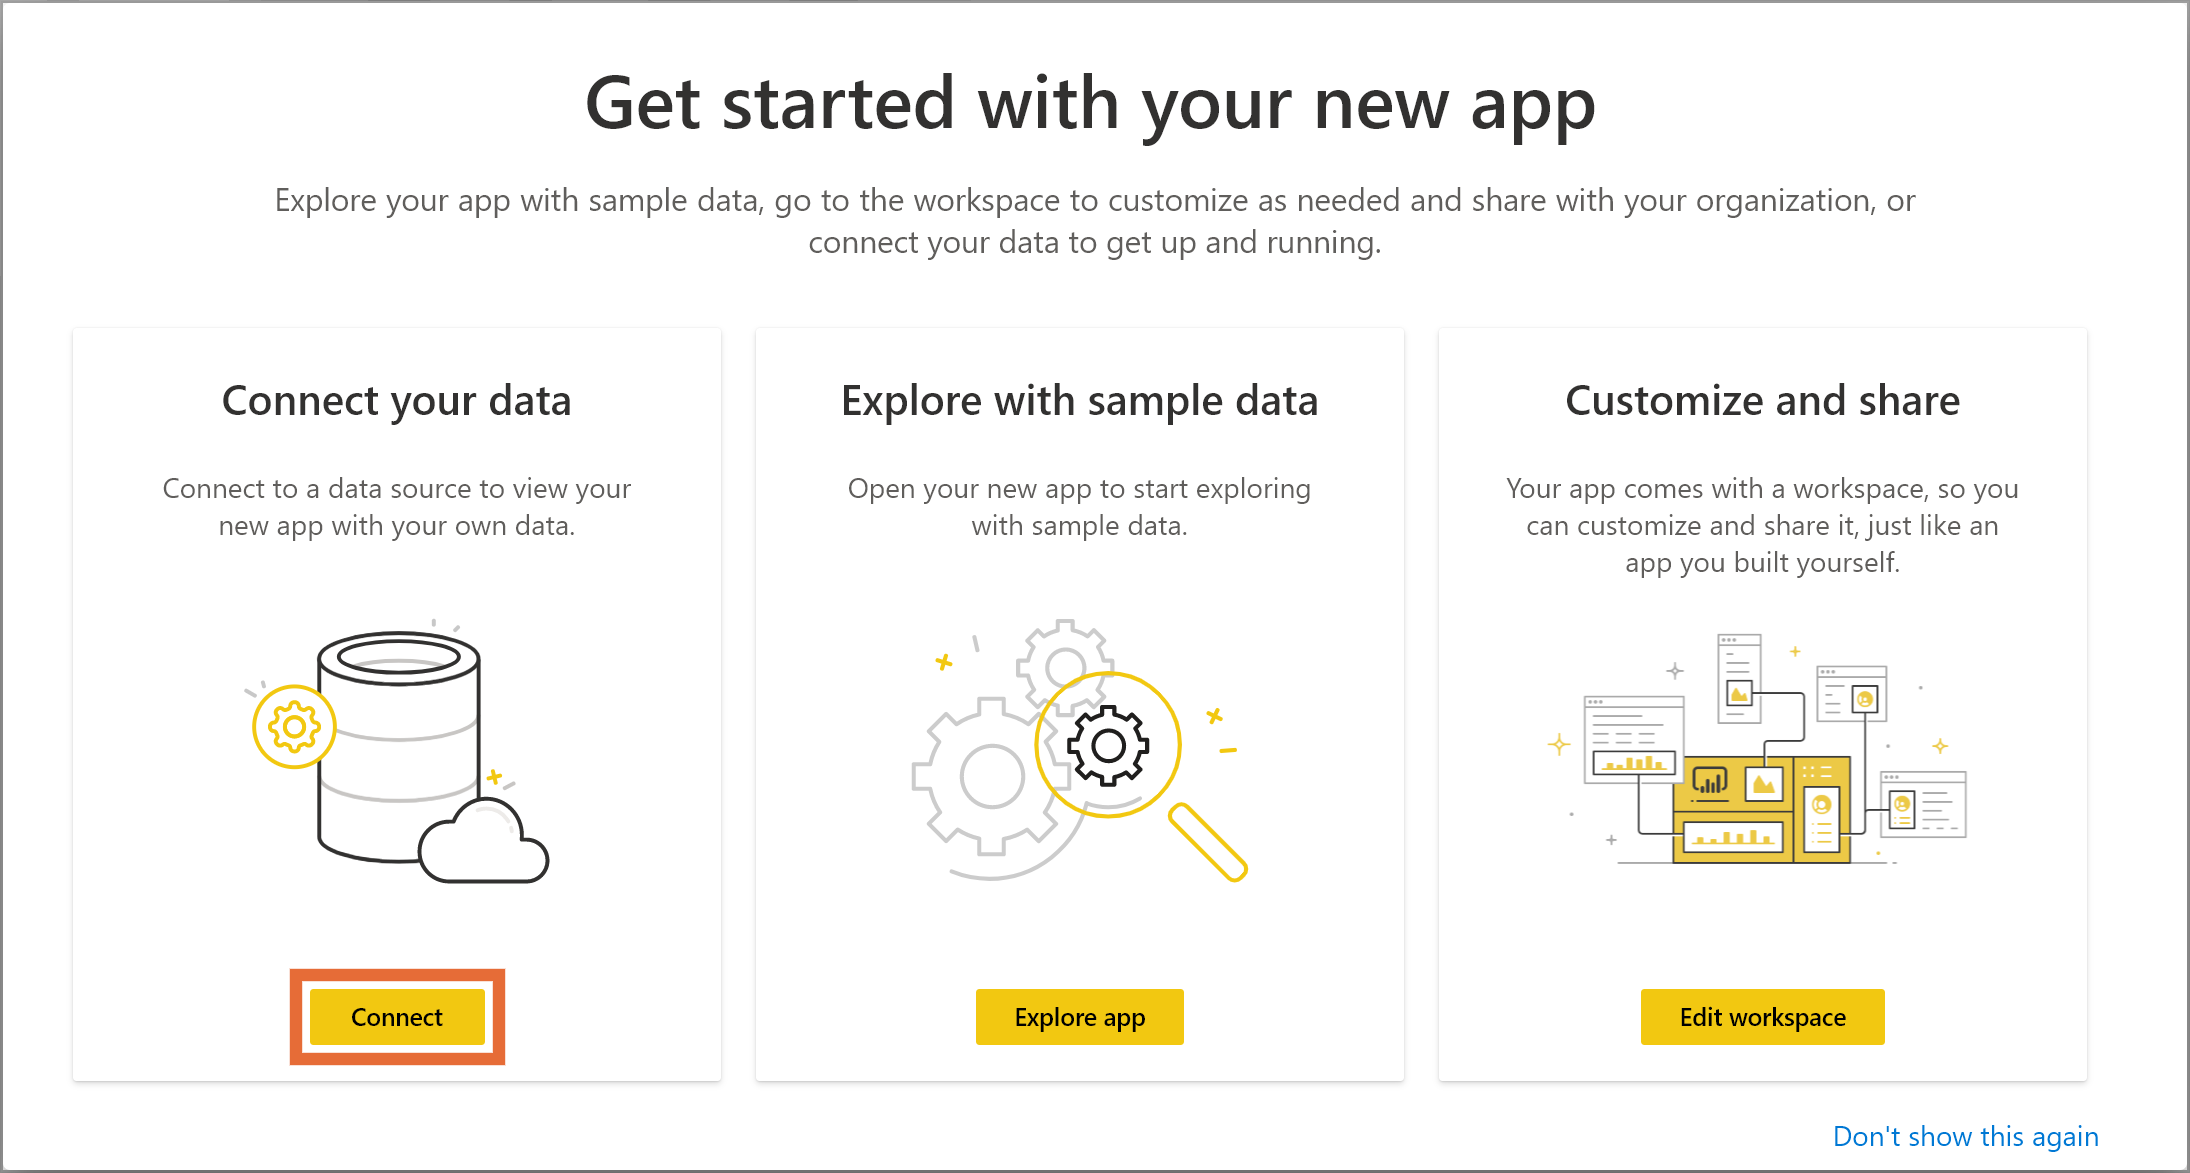 Get started with your new app
Explore your app with sample data, go to the workspace to customize as needed and share with your organization, or
connect your data to get up and running.
Connect your data
Connect to a data source to view your
new app with your own data.
Connect
Explore with sample data
Open your new app to start exploring
with sample data.
Explore app
Customize and share
Your app comes with a workspace, so you
can customize and share it, just like an
app you built yourself.
Edit workspace
Don't show this again